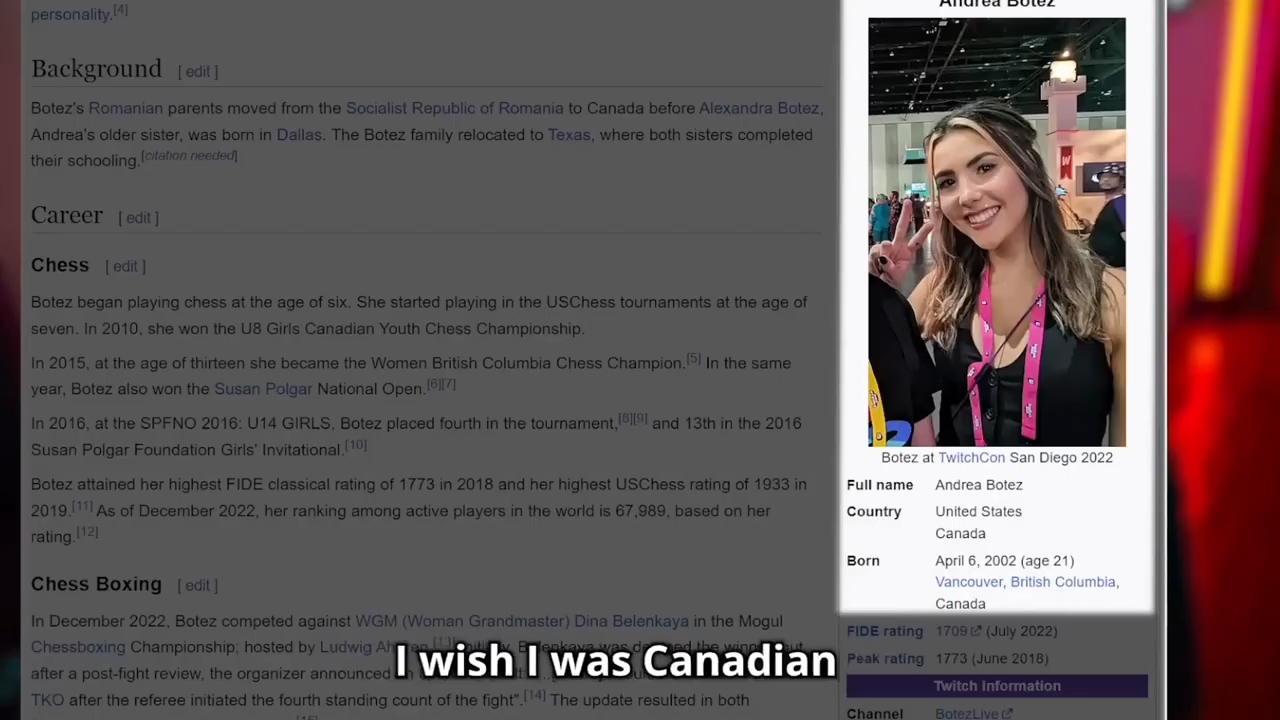 personality.[4]
Background [ edit ]
Botez's Romanian parents moved from the Socialist Republic of Romania to Canada before Alexandra Botez,
Andrea's older sister, was born in Dallas. The Botez family relocated to Texas, where both sisters completed
their schooling.[citation needed]
Career [ edit ]
Chess [ edit ]
Botez began playing chess at the age of six. She started playing in the USChess tournaments at the age of
seven. In 2010, she won the U8 Girls Canadian Youth Chess Championship.
In 2015, at the age of thirteen she became the Women British Columbia Chess Champion.[5] In the same
year, Botez also won the Susan Polgar National Open.[6][7]
In 2016, at the SPFNO 2016: U14 GIRLS, Botez placed fourth in the tournament,[8][9] and 13th in the 2016
Susan Polgar Foundation Girls' Invitational.[10]
Botez attained her highest FIDE classical rating of 1773 in 2018 and her highest USChess rating of 1933 in
2019.[11] As of December 2022, her ranking among active players in the world is 67,989, based on her
rating.[12]
Chess Boxing [ edit ]
In December 2022, Botez competed against WGM (Woman Grandmaster) Dina Belenkaya in the Mogul
Chessboxing Championship; hosted by Ludwig
after a post-fight review, the organizer announced
TKO after the referee initiated the fourth standing count of the fight".[14] The update resulted in both
Andrea Botez
W
Botez at TwitchCon San Diego 2022
Full name Andrea Botez
Country United States
Canada
Born April 6, 2002 (age 21)
Vancouver, British Columbia,
Canada
FIDE rating 1709 (July 2022)
Peak rating 1773 (June 2018)
Twitch information
Channel BotezLive
I wish I was Canadian